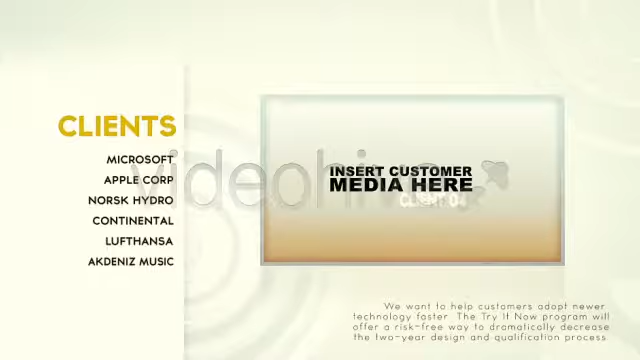 CLIENTS
MICROSOFT
APPLE CORP
NORSK HYDRO
CONTINENTAL
LUFTHANSA
AKDENIZ MUSIC
videohive
INSERT CUSTOMER
MEDIA HERE
CLIENT 04
We want to help customers adopt newer
technology faster. The Try It Now program will
offer a risk-free way to dramatically decrease
the two-year design and qualification process.